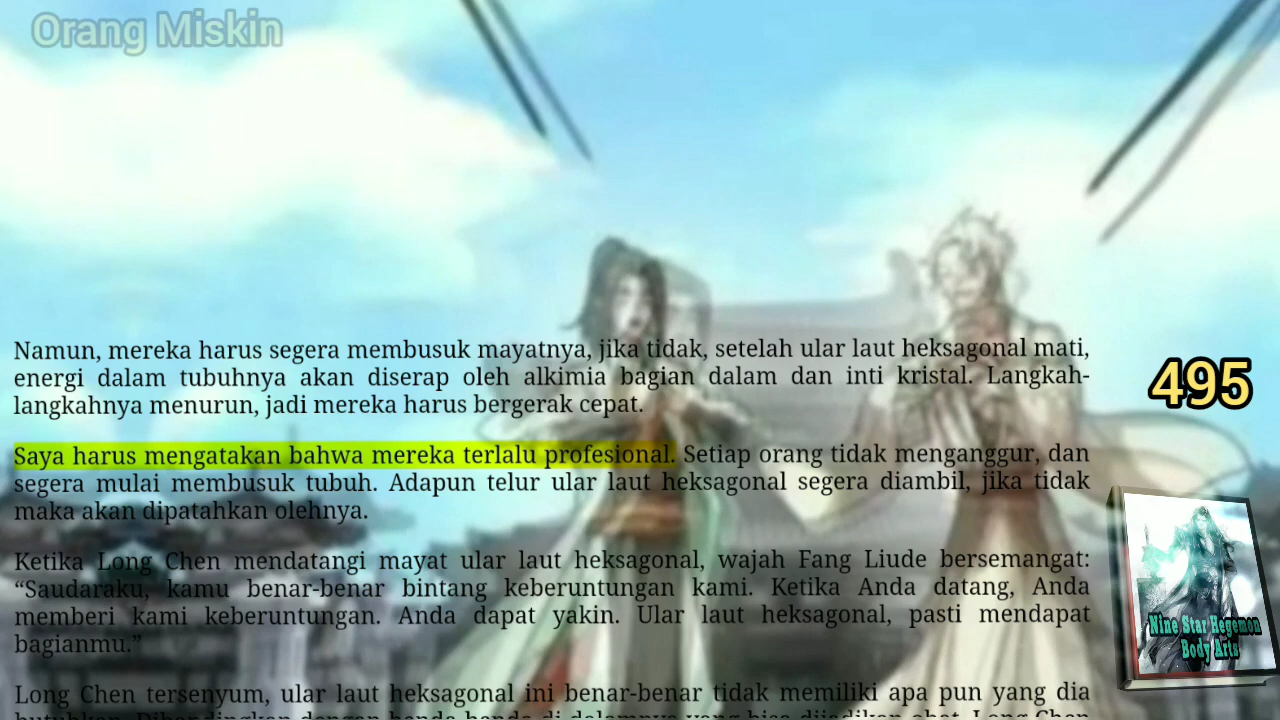 Orang Miskin
Namun, mereka harus segera membusuk mayatnya, jika tidak, setelah ular laut heksagonal mati,
energi dalam tubuhnya akan diserap oleh alkimia bagian dalam dan inti kristal. Langkah-
langkahnya menurun, jadi mereka harus bergerak cepat.
495
Saya harus mengatakan bahwa mereka terlalu profesional. Setiap orang tidak menganggur, dan
segera mulai membusuk tubuh. Adapun telur ular laut heksagonal segera diambil, jika tidak
maka akan dipatahkan olehnya.
Ketika Long Chen mendatangi mayat ular laut heksagonal, wajah Fang Liude bersemangat:
“Saudaraku, kamu benar-benar bintang keberuntungan kami. Ketika Anda datang, Anda
memberi kami keberuntungan. Anda dapat yakin. Ular laut heksagonal, pasti mendapat
bagianmu.”
Nine Star Hegemon
Body Arts
Long Chen tersenyum, ular laut heksagonal ini benar-benar tidak memiliki apa pun yang dia